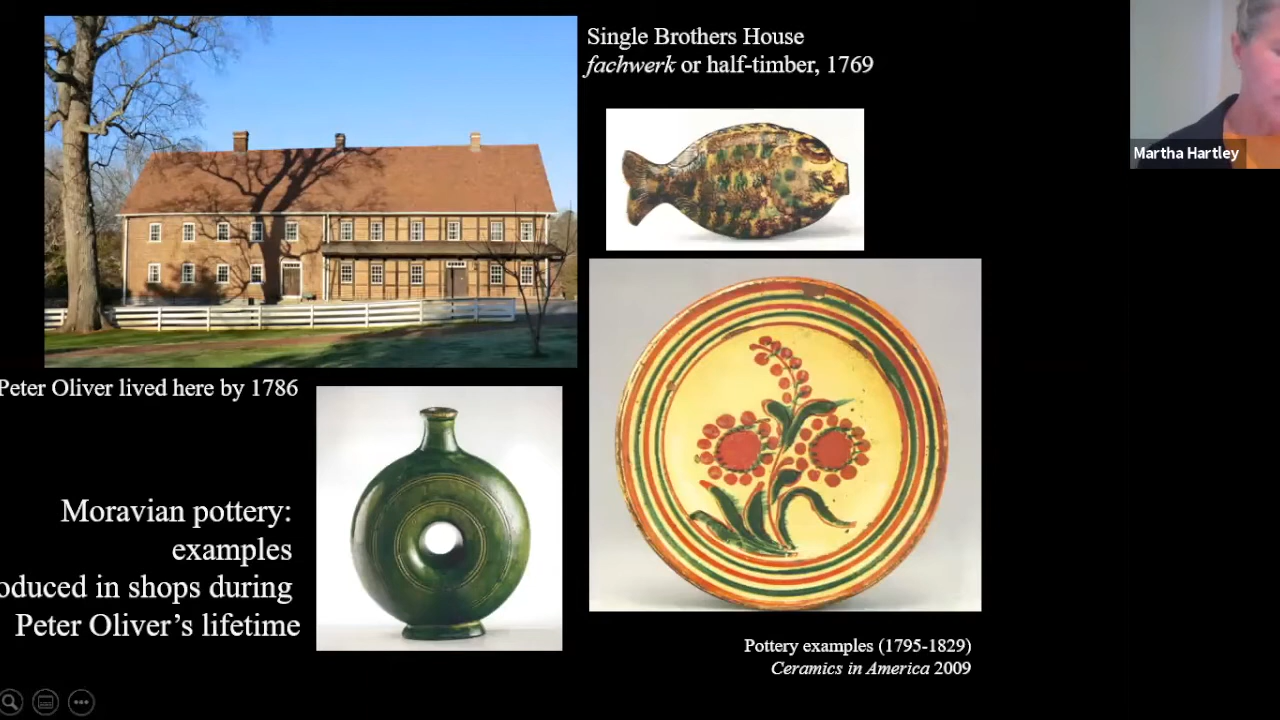 Single Brothers House
fachwerk or half-timber, 1769
Martha Hartley
Peter Oliver lived here by 1786
Moravian pottery:
examples
oduced in shops during
Peter Oliver’s lifetime
Pottery examples (1795-1829)
Ceramics in America 2009